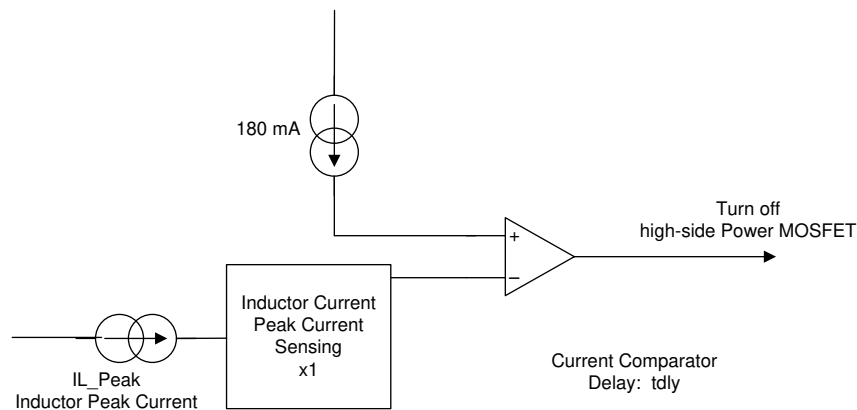 180 mA
+
Turn off
high-side Power MOSFET
−
Inductor Current
Peak Current
Sensing
x1
IL_Peak
Inductor Peak Current
Current Comparator
Delay: tdly